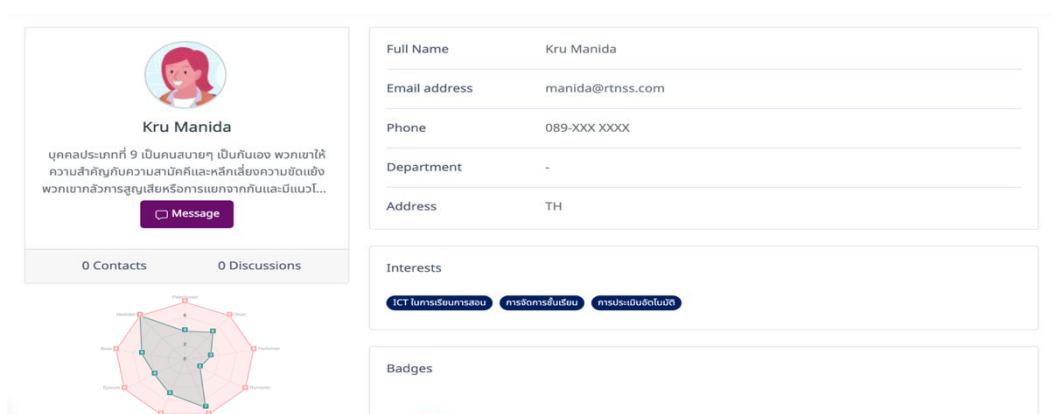 Kru Manida
บุคคลประเภทที่ 9 เป็นคนสบายๆ เป็นกันเอง พวกเขาให้
ความสำคัญกับความสามัคคีและหลีกเลี่ยงความขัดแย้ง
พวกเขากลัวการสูญเสียหรือการแยกจากกันและมีแนวโ...
Message
0 Contacts 0 Discussions
Full Name Kru Manida
Email address manida@rtnss.com
Phone 089-XXX XXXX
Department -
Address TH
Interests
ICT ในการเรียนการสอน การจัดการชั้นเรียน การประเมินอัตโนมัติ
Badges